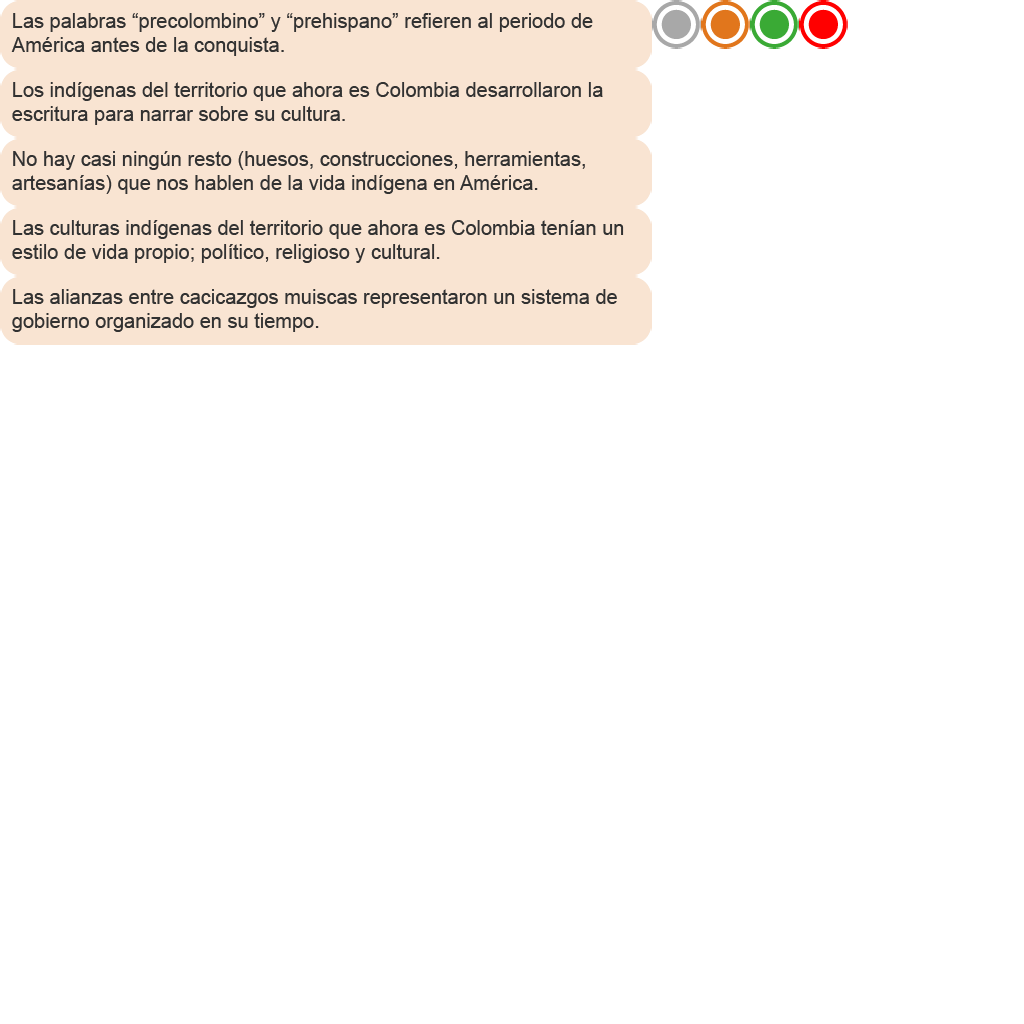 Las palabras “precolombino” y “prehispano” refieren al periodo de
América antes de la conquista.
Los indígenas del territorio que ahora es Colombia desarrollaron la
escritura para narrar sobre su cultura.
No hay casi ningún resto (huesos, construcciones, herramientas,
artesanías) que nos hablen de la vida indígena en América.
Las culturas indígenas del territorio que ahora es Colombia tenían un
estilo de vida propio; político, religioso y cultural.
Las alianzas entre cacicazgos muiscas representaron un sistema de
gobierno organizado en su tiempo.